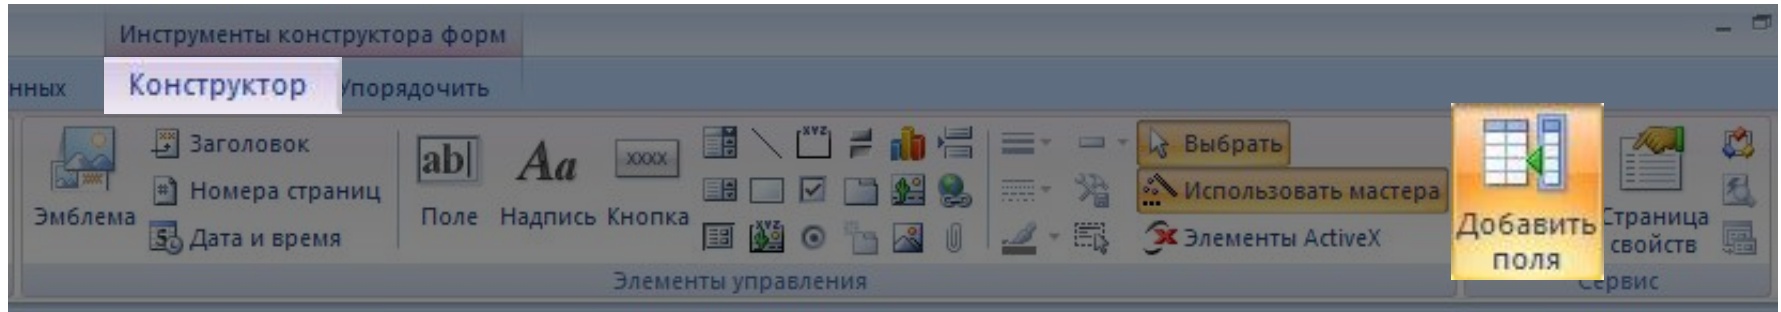 Инструменты конструктора форм
нных Конструктор Упорядочить
Эмблема
Заголовок
Номера страниц
Дата и время
ab|
Поле
Aa
Надпись
XXXX
Кнопка
Выбрать
Использовать мастера
Элементы ActiveX
Добавить
поля
Страница
свойств
Элементы управления
Сервис